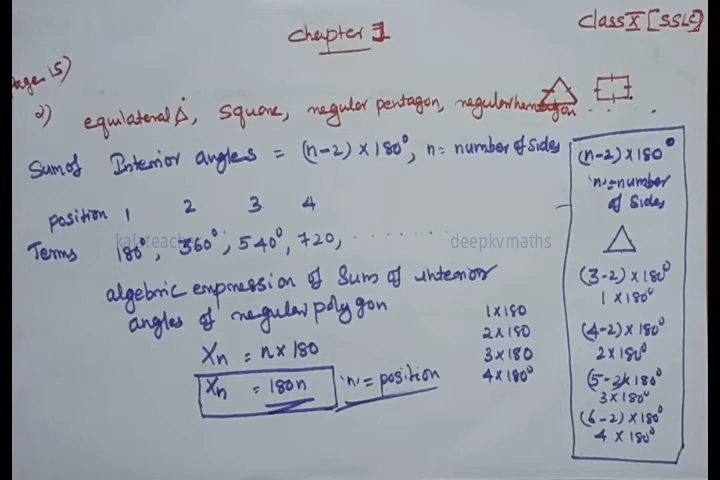 Chapter 1
Class X [SSLC]
Page 15)
2) equilateral Δ, square, regular pentagon, regular hexagon . . . .
Sum of Interior angles = (n-2) × 180°, n = number of sides
position 1 2 3 4
Terms 180°, 360°, 540°, 720, . . . . . . .
deepkv maths
algebric expression of sum of interior
angles of regular polygon
Xn = n × 180
Xn = 180n 'n' = position
1 × 180
2 × 180
3 × 180
4 × 180°
(n-2) × 180°
'n' = number
of sides
(3-2) × 180°
1 × 180°
(4-2) × 180°
2 × 180°
(5-2) × 180°
3 × 180°
(6-2) × 180°
4 × 180°